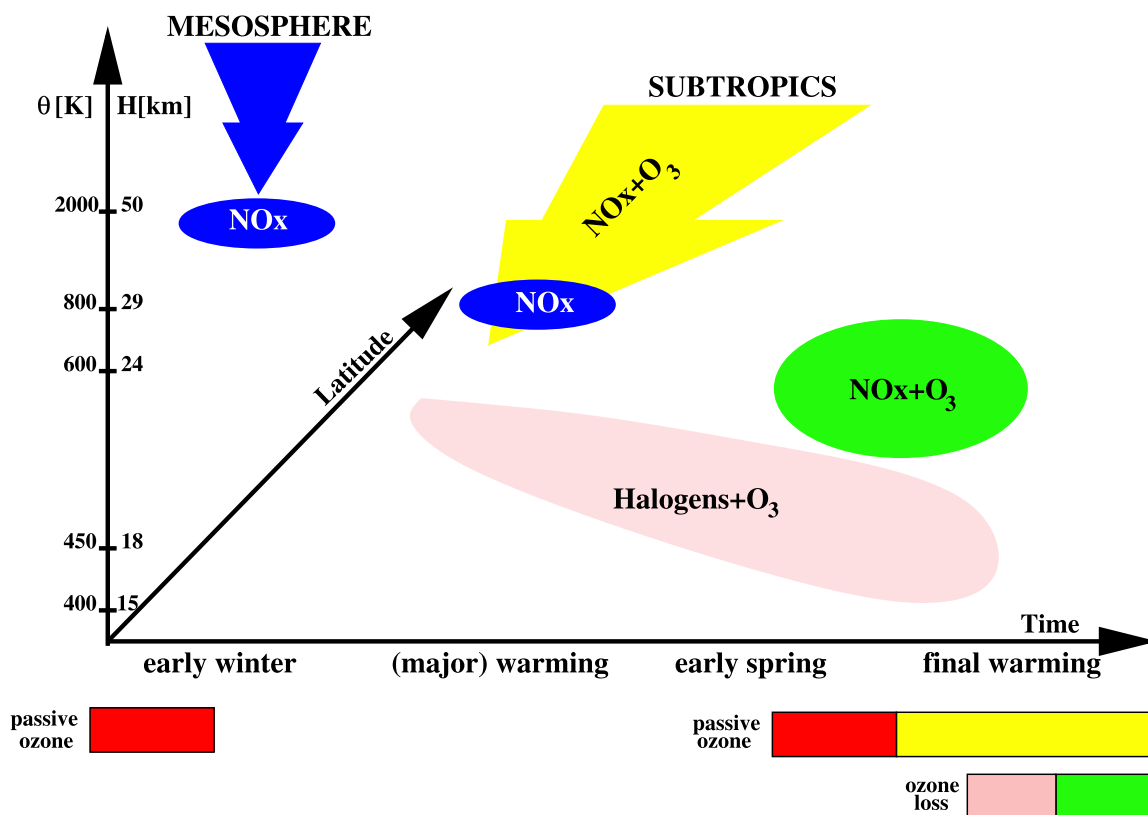 MESOSPHERE
SUBTROPICS
θ [K] H[km]
NOx+O3
2000 50
NOx
800 29
NOx
Latitude
600 24
NOx+O3
Halogens+O3
450 18
400 15
Time
early winter (major) warming early spring final warming
passive
ozone
passive
ozone
ozone
loss